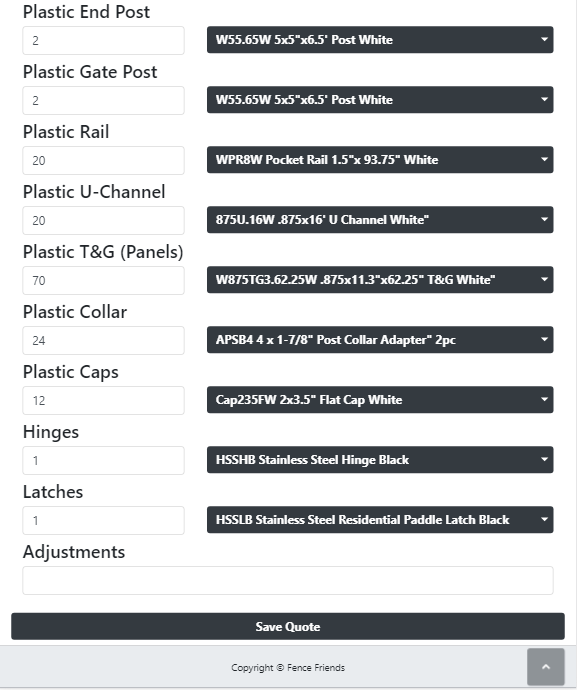 Plastic End Post
2
W55.65W 5x5"x6.5' Post White
Plastic Gate Post
2
W55.65W 5x5"x6.5' Post White
Plastic Rail
20
WPR8W Pocket Rail 1.5"x 93.75" White
Plastic U-Channel
20
875U.16W .875x16' U Channel White"
Plastic T&G (Panels)
70
W875TG3.62.25W .875x11.3"x62.25" T&G White"
Plastic Collar
24
APSB4 4 x 1-7/8" Post Collar Adapter" 2pc
Plastic Caps
12
Cap235FW 2x3.5" Flat Cap White
Hinges
1
HSSHB Stainless Steel Hinge Black
Latches
1
HSSLB Stainless Steel Residential Paddle Latch Black
Adjustments
Save Quote
Copyright © Fence Friends